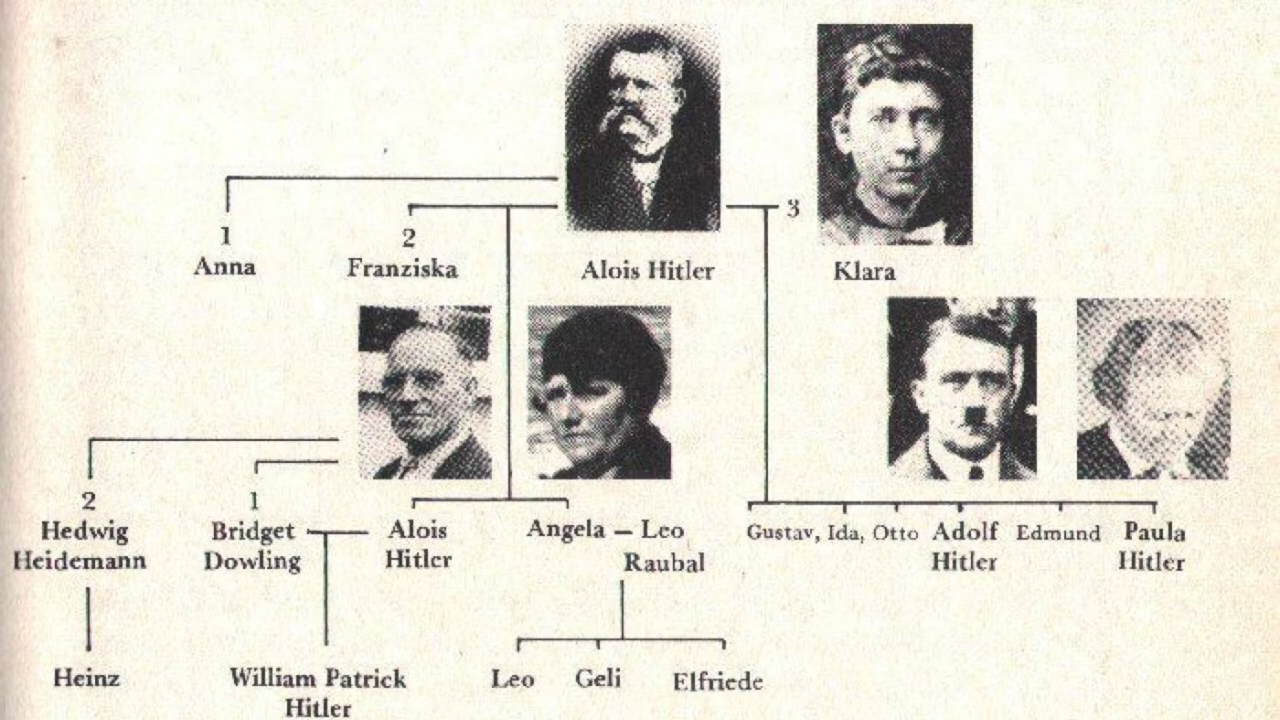 3
1
2
Anna
Franziska
Alois Hitler
Klara
2
1
Hedwig
Heidemann
Bridget
Dowling
Alois
Hitler
Angela – Leo
Raubal
Gustav, Ida, Otto
Adolf
Hitler
Edmund
Paula
Hitler
Heinz
William Patrick
Hitler
Leo
Geli
Elfriede